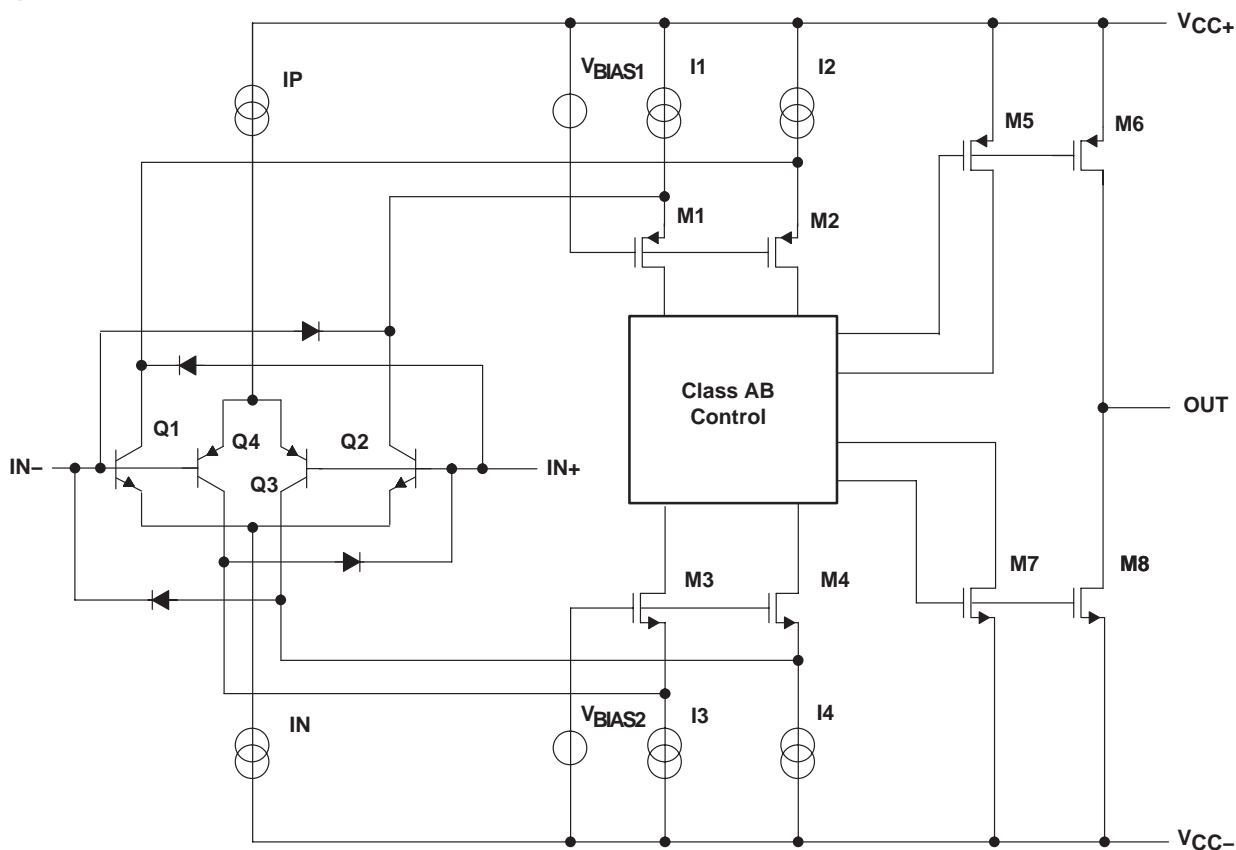 VCC+
IP
VBIAS1
I1
I2
M5
M6
M1
M2
Class AB
Control
OUT
Q1
Q4
Q2
IN−
Q3
IN+
M3
M4
M7
M8
IN
VBIAS2
I3
I4
VCC−